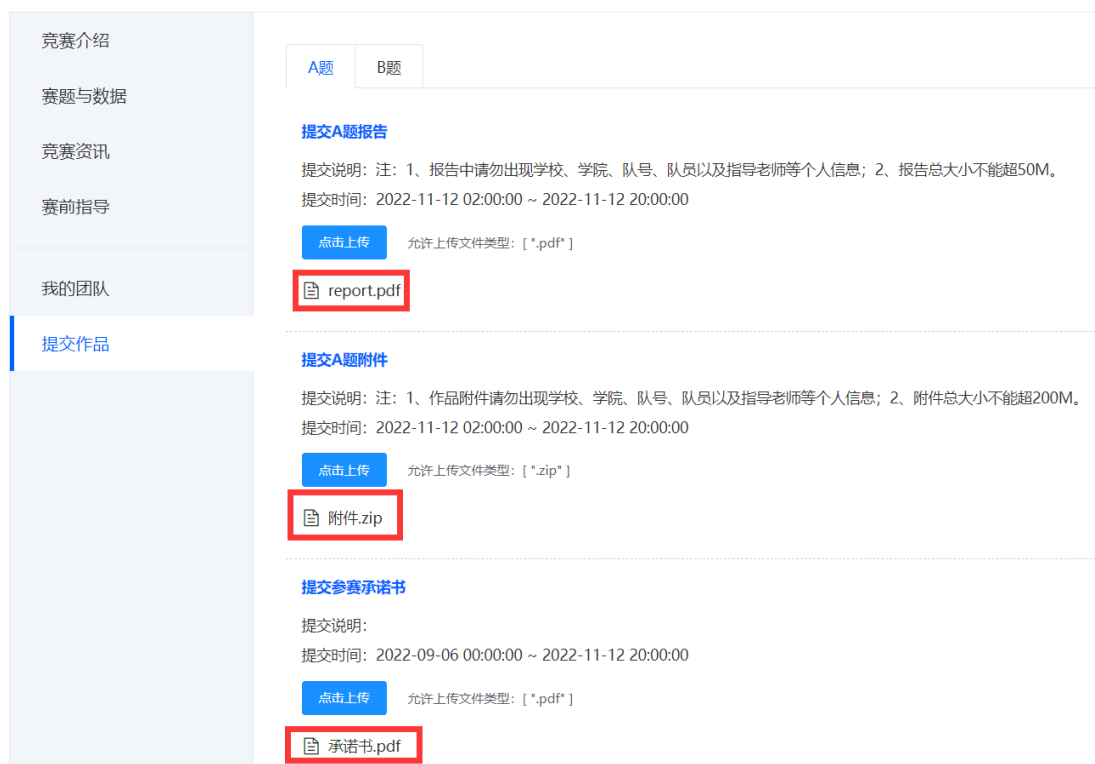 竞赛介绍
赛题与数据
竞赛资讯
赛前指导
我的团队
提交作品
A题
B题
提交A题报告
提交说明：注：1、报告中请勿出现学校、学院、队号、队员以及指导老师等个人信息；2、报告总大小不能超50M。
提交时间：2022-11-12 02:00:00 ~ 2022-11-12 20:00:00
点击上传 允许上传文件类型：[ ".pdf" ]
report.pdf
提交A题附件
提交说明：注：1、作品附件请勿出现学校、学院、队号、队员以及指导老师等个人信息；2、附件总大小不能超200M。
提交时间：2022-11-12 02:00:00 ~ 2022-11-12 20:00:00
点击上传 允许上传文件类型：[ ".zip" ]
附件.zip
提交参赛承诺书
提交说明：
提交时间：2022-09-06 00:00:00 ~ 2022-11-12 20:00:00
点击上传 允许上传文件类型：[ ".pdf" ]
承诺书.pdf